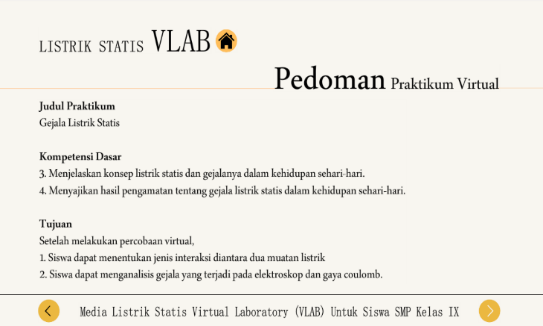 LISTRIK STATIS VLAB
Pedoman Praktikum Virtual
Judul Praktikum
Gejala Listrik Statis
Kompetensi Dasar
3. Menjelaskan konsep listrik statis dan gejalanya dalam kehidupan sehari-hari.
4. Menyajikan hasil pengamatan tentang gejala listrik statis dalam kehidupan sehari-hari.
Tujuan
Setelah melakukan percobaan virtual,
1. Siswa dapat menentukan jenis interaksi diantara dua muatan listrik
2. Siswa dapat menganalisis gejala yang terjadi pada elektroskop dan gaya coulomb.
Media Listrik Statis Virtual Laboratory (VLAB) Untuk Siswa SMP Kelas IX